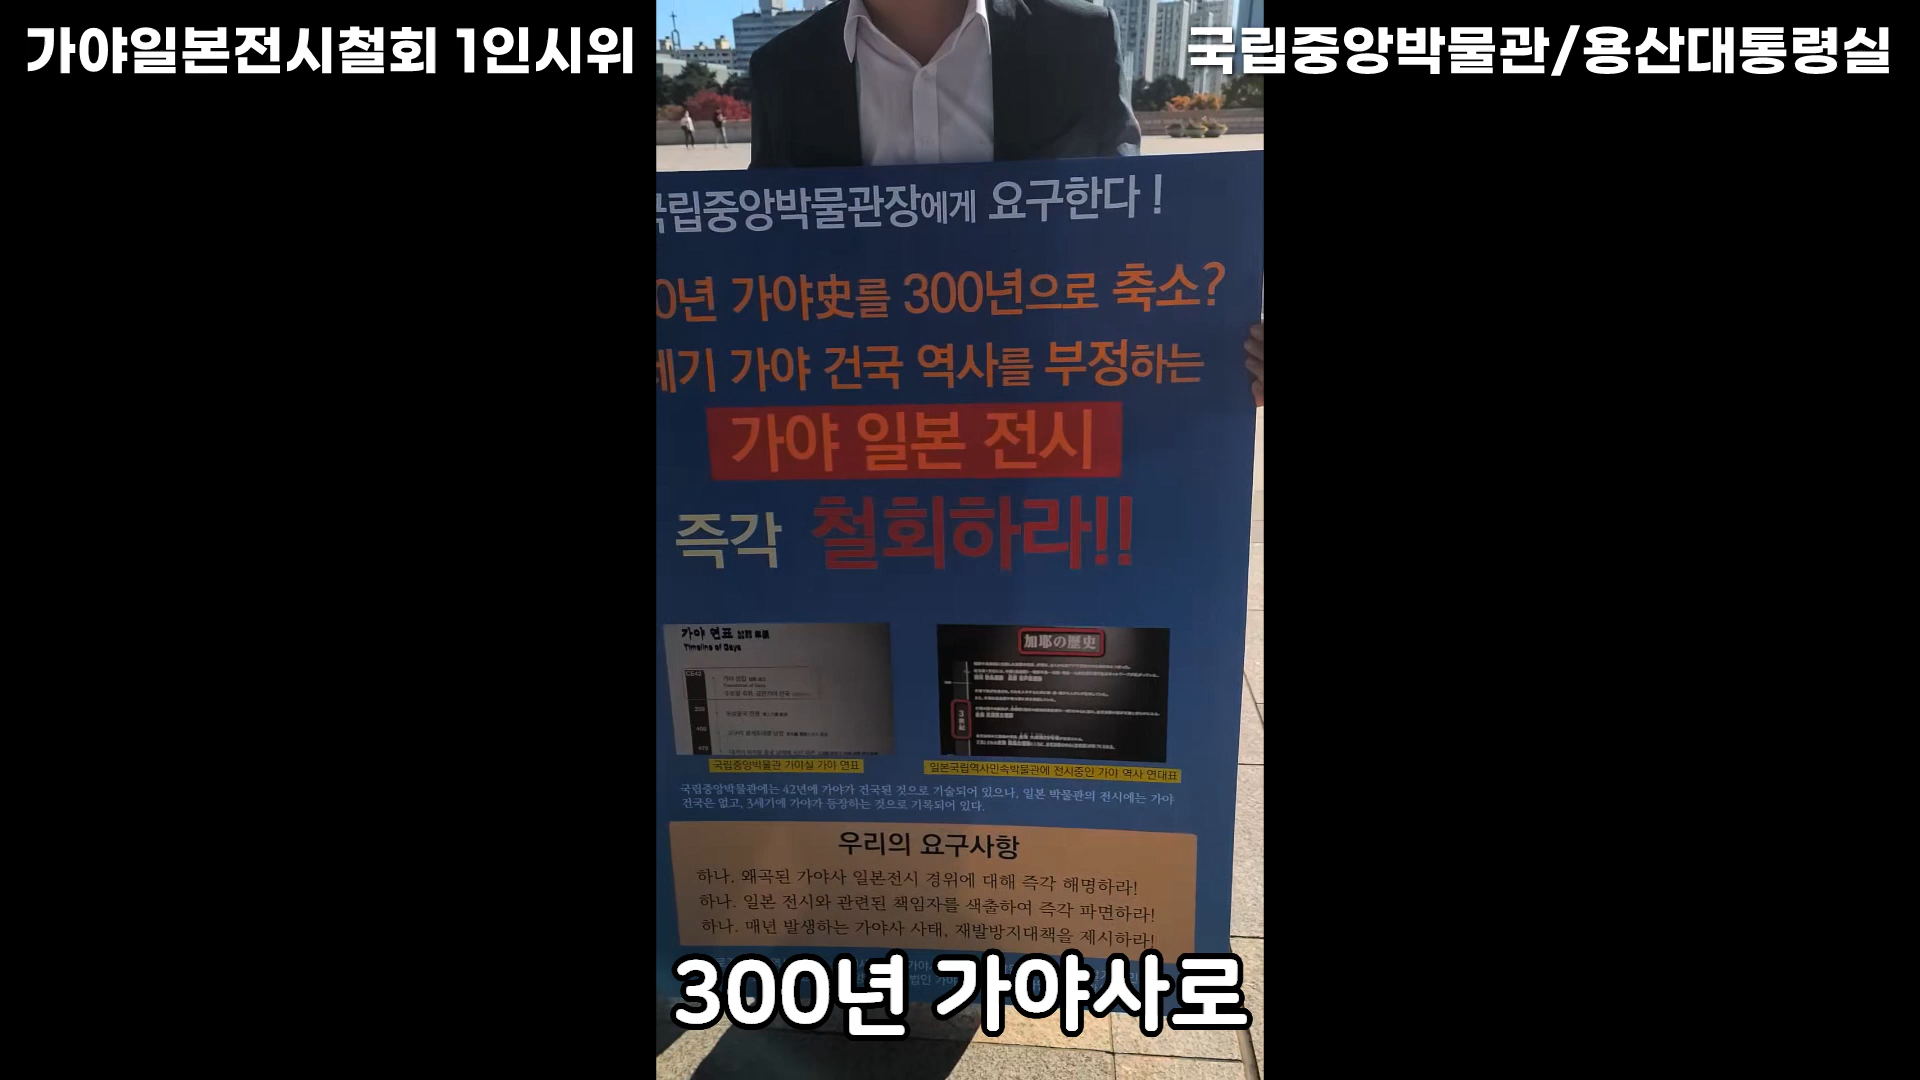 가야일본전시철회 1인시위
국립중앙박물관/용산대통령실
국립중앙박물관장에게 요구한다 !
0년 가야史를 300년으로 축소?
세기 가야 건국 역사를 부정하는
가야 일본 전시
즉각 철회하라!!
가야 연표
Timeline of Gaya
加耶の歴史
국립중앙박물관 가야실 가야 연표
일본국립역사민속박물관에 전시중인 가야 역사 연대표
국립중앙박물관에는 42년에 가야가 건국된 것으로 기술되어 있으나, 일본 박물관의 전시에는 가야
건국은 없고, 3세기에 가야가 등장하는 것으로 기록되어 있다.
우리의 요구사항
하나. 왜곡된 가야사 일본전시 경위에 대해 즉각 해명하라!
하나. 일본 전시와 관련된 책임자를 색출하여 즉각 파면하라!
하나. 매년 발생하는 가야사 사태, 재발방지대책을 제시하라!
300년 가야사로